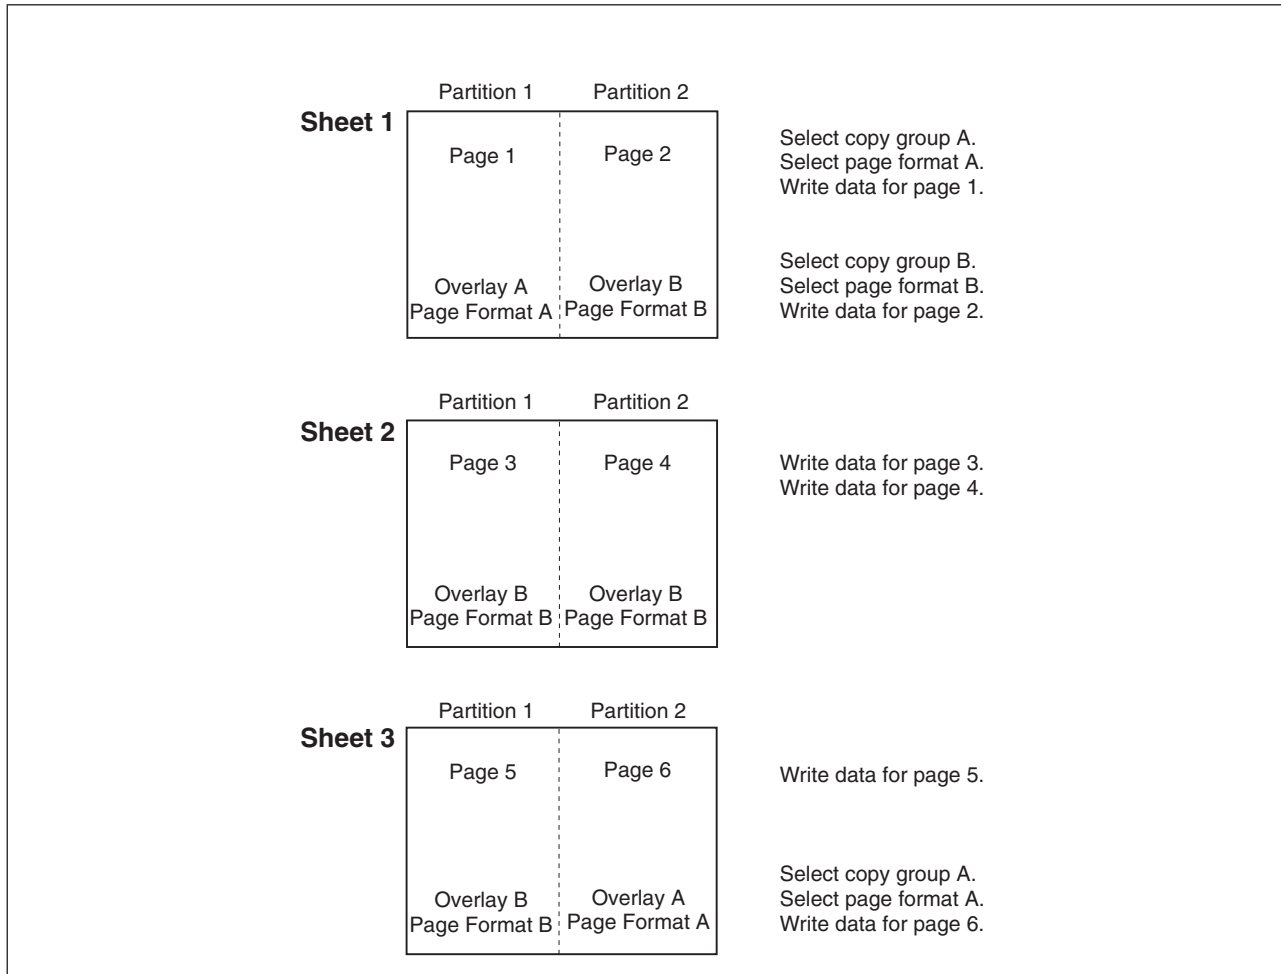 Partition 1 Partition 2
Sheet 1
Page 1 Page 2
Select copy group A.
Select page format A.
Write data for page 1.
Overlay A Overlay B
Page Format A Page Format B
Select copy group B.
Select page format B.
Write data for page 2.
Partition 1 Partition 2
Sheet 2
Page 3 Page 4
Write data for page 3.
Write data for page 4.
Overlay B Overlay B
Page Format B Page Format B
Partition 1 Partition 2
Sheet 3
Page 5 Page 6
Write data for page 5.
Overlay B Overlay A
Page Format B Page Format A
Select copy group A.
Select page format A.
Write data for page 6.